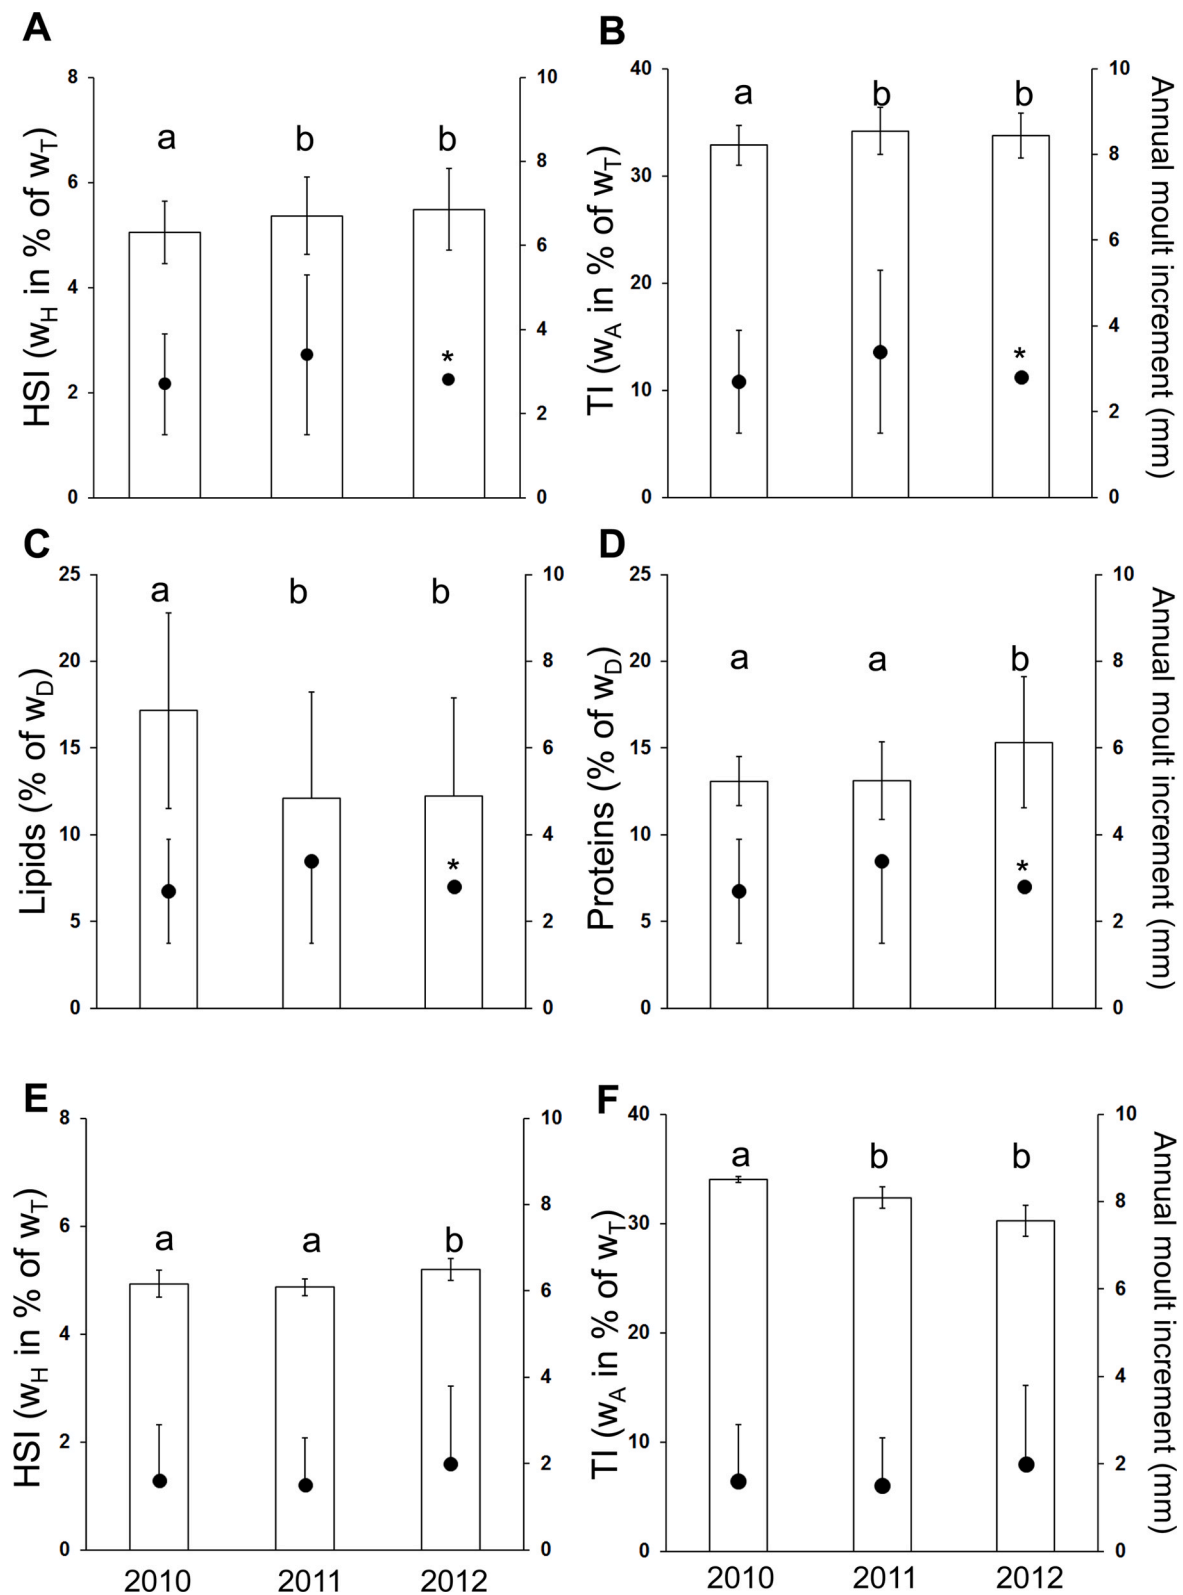 A
B
8
6
4
2
0
HSI (wH in % of wT)
a
b
b
*
10
8
6
4
2
0
40
30
20
10
0
TI (wA in % of wT)
a
b
b
*
10
8
6
4
2
0
Annual moult increment (mm)
C
D
25
20
15
10
5
0
Lipids (% of wD)
a
b
b
*
10
8
6
4
2
0
25
20
15
10
5
0
Proteins (% of wD)
a
a
b
*
10
8
6
4
2
0
Annual moult increment (mm)
E
F
8
6
4
2
0
HSI (wH in % of wT)
a
a
b
10
8
6
4
2
0
2010
2011
2012
40
30
20
10
0
TI (wA in % of wT)
a
b
b
10
8
6
4
2
0
Annual moult increment (mm)
2010
2011
2012